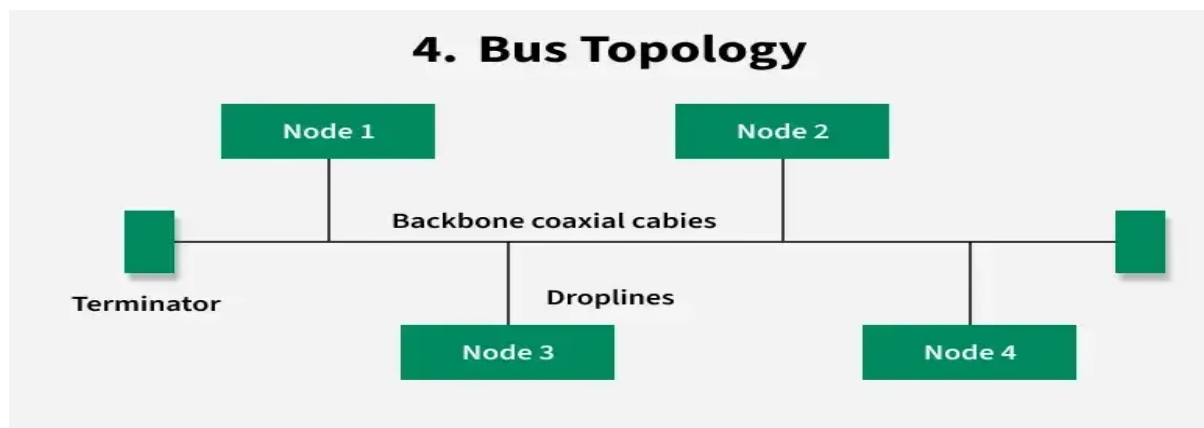 4. Bus Topology
Node 1
Node 2
Backbone coaxial cabies
Terminator
Droplines
Node 3
Node 4